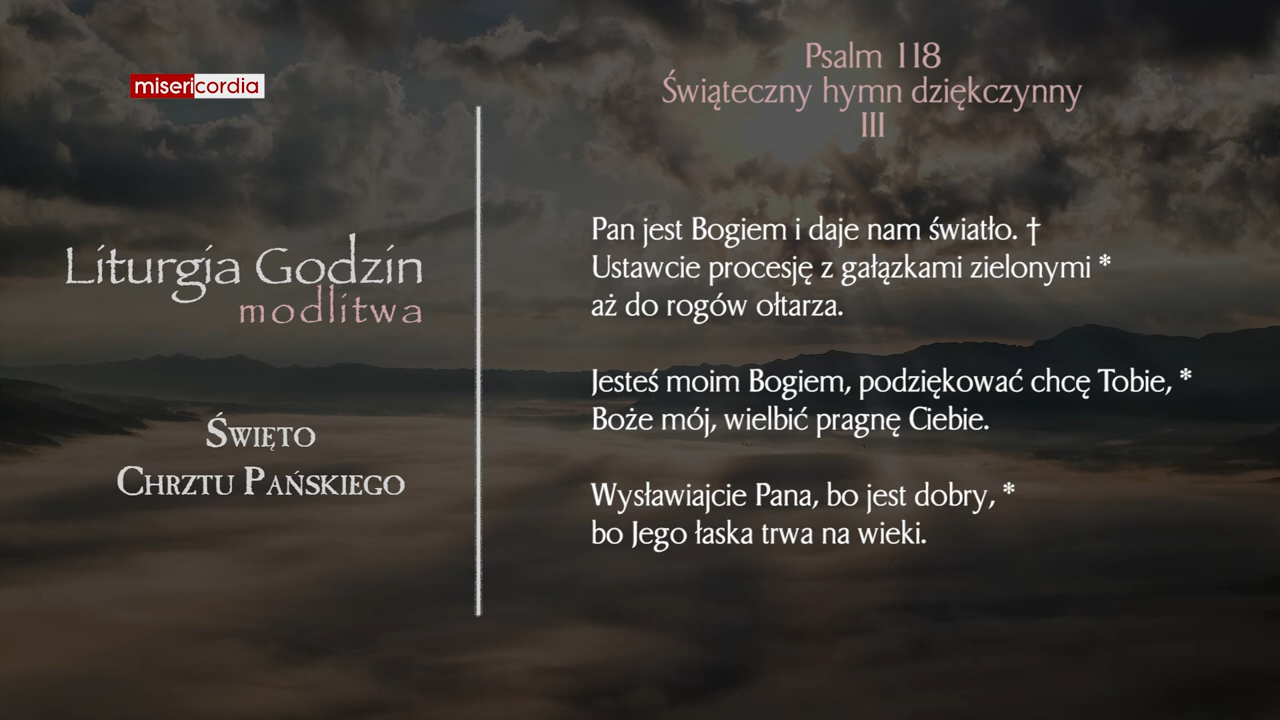 misericordia
Liturgia Godzin
modlitwa
Święto
Chrztu Pańskiego
Psalm 118
Świąteczny hymn dziękczynny
III
Pan jest Bogiem i daje nam światło. †
Ustawcie procesję z gałązkami zielonymi *
aż do rogów ołtarza.
Jesteś moim Bogiem, podziękować chcę Tobie, *
Boże mój, wielbić pragnę Ciebie.
Wysławiajcie Pana, bo jest dobry, *
bo Jego łaska trwa na wieki.